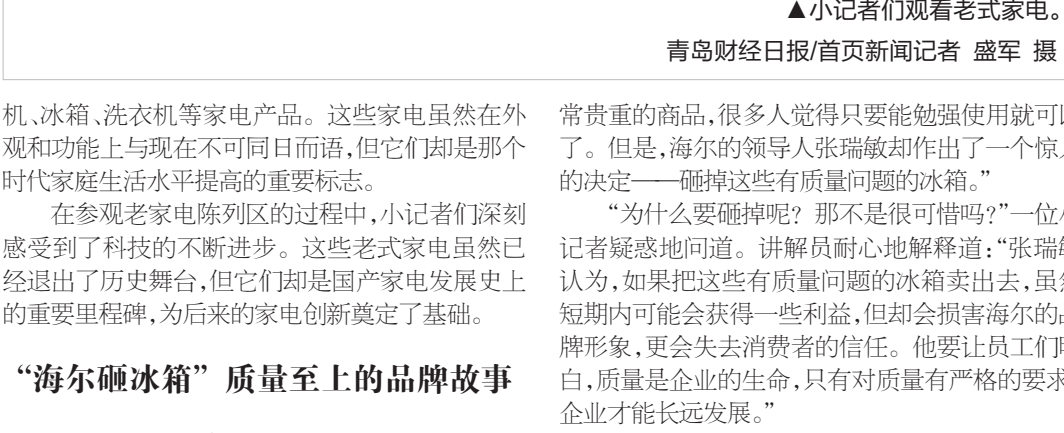 ▲小记者们观看老式家电。
青岛财经日报/首页新闻记者 盛军 摄
机、冰箱、洗衣机等家电产品。这些家电虽然在外
观和功能上与现在不可同日而语,但它们却是那个
时代家庭生活水平提高的重要标志。
在参观老家电陈列区的过程中,小记者们深刻
感受到了科技的不断进步。这些老式家电虽然已
经退出了历史舞台,但它们却是国产家电发展史上
的重要里程碑,为后来的家电创新奠定了基础。
“海尔砸冰箱”质量至上的品牌故事
常贵重的商品,很多人觉得只要能勉强使用就可
了。但是,海尔的领导人张瑞敏却作出了一个惊
的决定——砸掉这些有质量问题的冰箱。”
“为什么要砸掉呢？那不是很可惜吗?”一位
记者疑惑地问道。讲解员耐心地解释道:“张瑞
认为,如果把这些有质量问题的冰箱卖出去,虽
短期内可能会获得一些利益,但却会损害海尔的
牌形象,更会失去消费者的信任。他要让员工们
白,质量是企业的生命,只有对质量有严格的要
企业才能长远发展。”